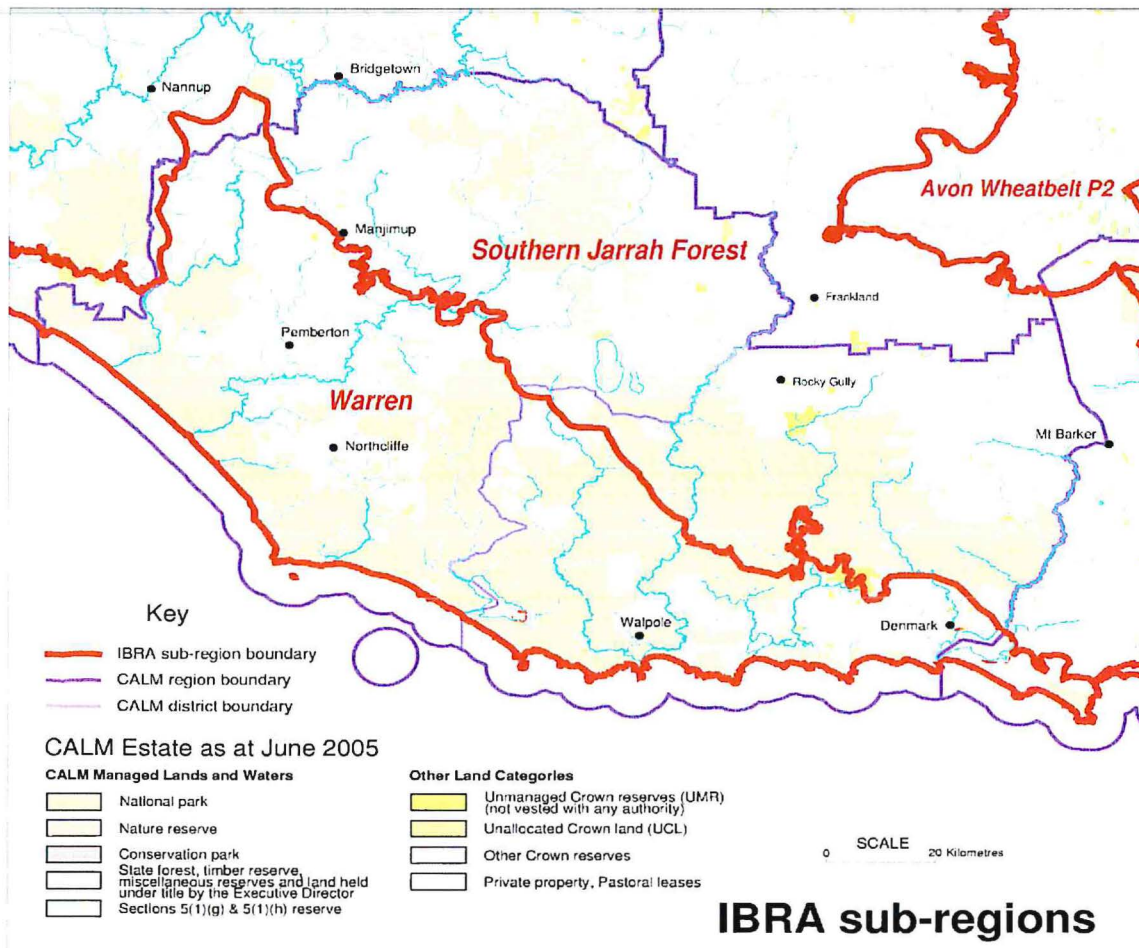 Bridgetown
Nannup
Avon Wheatbelt P2
Manjimup
Southern Jarrah Forest
Frankland
Pemberton
Rocky Gully
Warren
Mt Barker
Northcliffe
Walpole
Denmark
Key
IBRA sub-region boundary
CALM region boundary
CALM district boundary
CALM Estate as at June 2005
CALM Managed Lands and Waters
National park
Nature reserve
Conservation park
State forest, timber reserve,
miscellaneous reserves and land held
under title by the Executive Director
Sections 5(1)(g) & 5(1)(h) reserve
Other Land Categories
Unmanaged Crown reserves (UMR)
(not vested with any authority)
Unallocated Crown land (UCL)
Other Crown reserves
Private property, Pastoral leases
SCALE
0 20 Kilometres
IBRA sub-regions